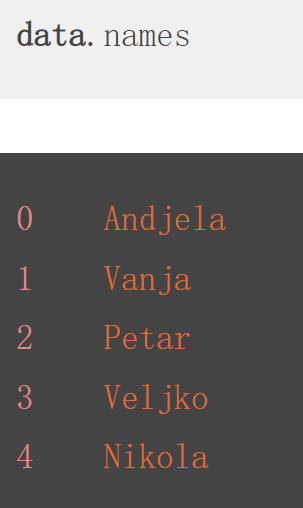 data.names
0 Andjela
1 Vanja
2 Petar
3 Veljko
4 Nikola